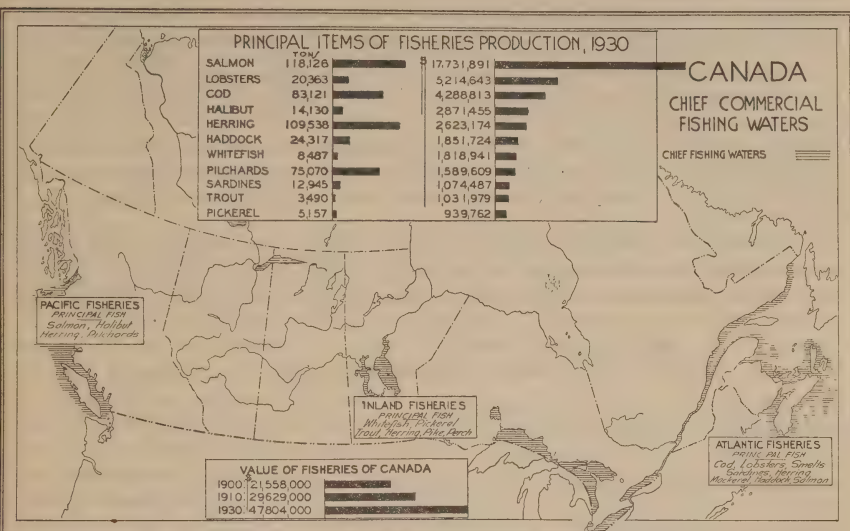 PRINCIPAL ITEMS OF FISHERIES PRODUCTION, 1930
TONS $
SALMON 118,128 17,731,891
LOBSTERS 20,363 5,214,643
COD 83,121 4,288,813
HALIBUT 14,130 2,871,455
HERRING 109,538 2,623,174
HADDOCK 24,317 1,851,724
WHITEFISH 8,487 1,818,941
PILCHARDS 75,070 1,589,609
SARDINES 12,945 1,074,487
TROUT 3,490 1,031,979
PICKEREL 5,157 939,762
CANADA
CHIEF COMMERCIAL
FISHING WATERS
CHIEF FISHING WATERS
PACIFIC FISHERIES
PRINCIPAL FISH
Salmon, Halibut
Herring, Pilchards
INLAND FISHERIES
PRINCIPAL FISH
Whitefish, Pickerel
Trout, Herring, Pike, Perch
ATLANTIC FISHERIES
PRINCIPAL FISH
Cod, Lobsters, Smelts
Sardines, Herring
Mackerel, Haddock, Salmon
VALUE OF FISHERIES OF CANADA
$
1900: 21,558,000
1910: 29629,000
1930: 47804000